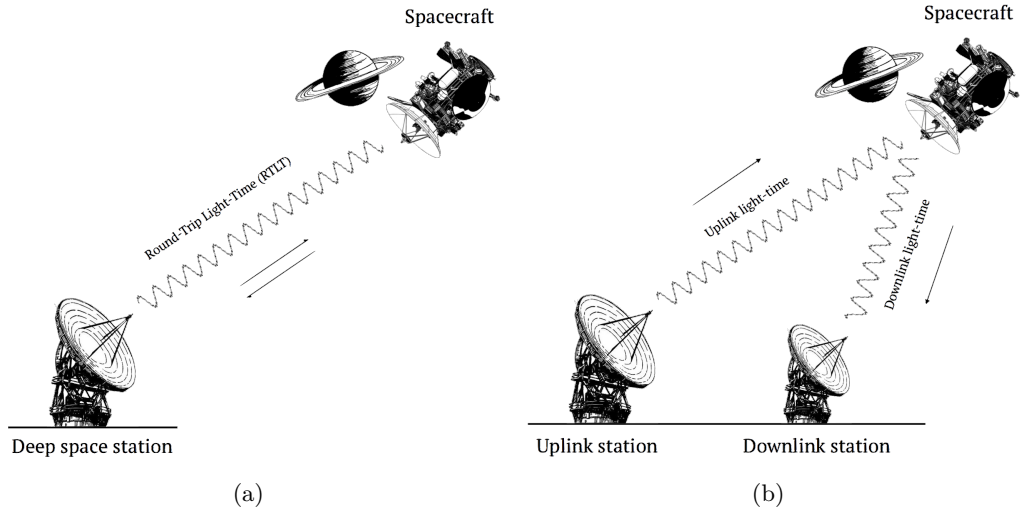 Spacecraft
Round-Trip Light-Time (RTLT)
Deep space station
(a)
Spacecraft
Uplink light-time
Downlink light-time
Uplink station
Downlink station
(b)